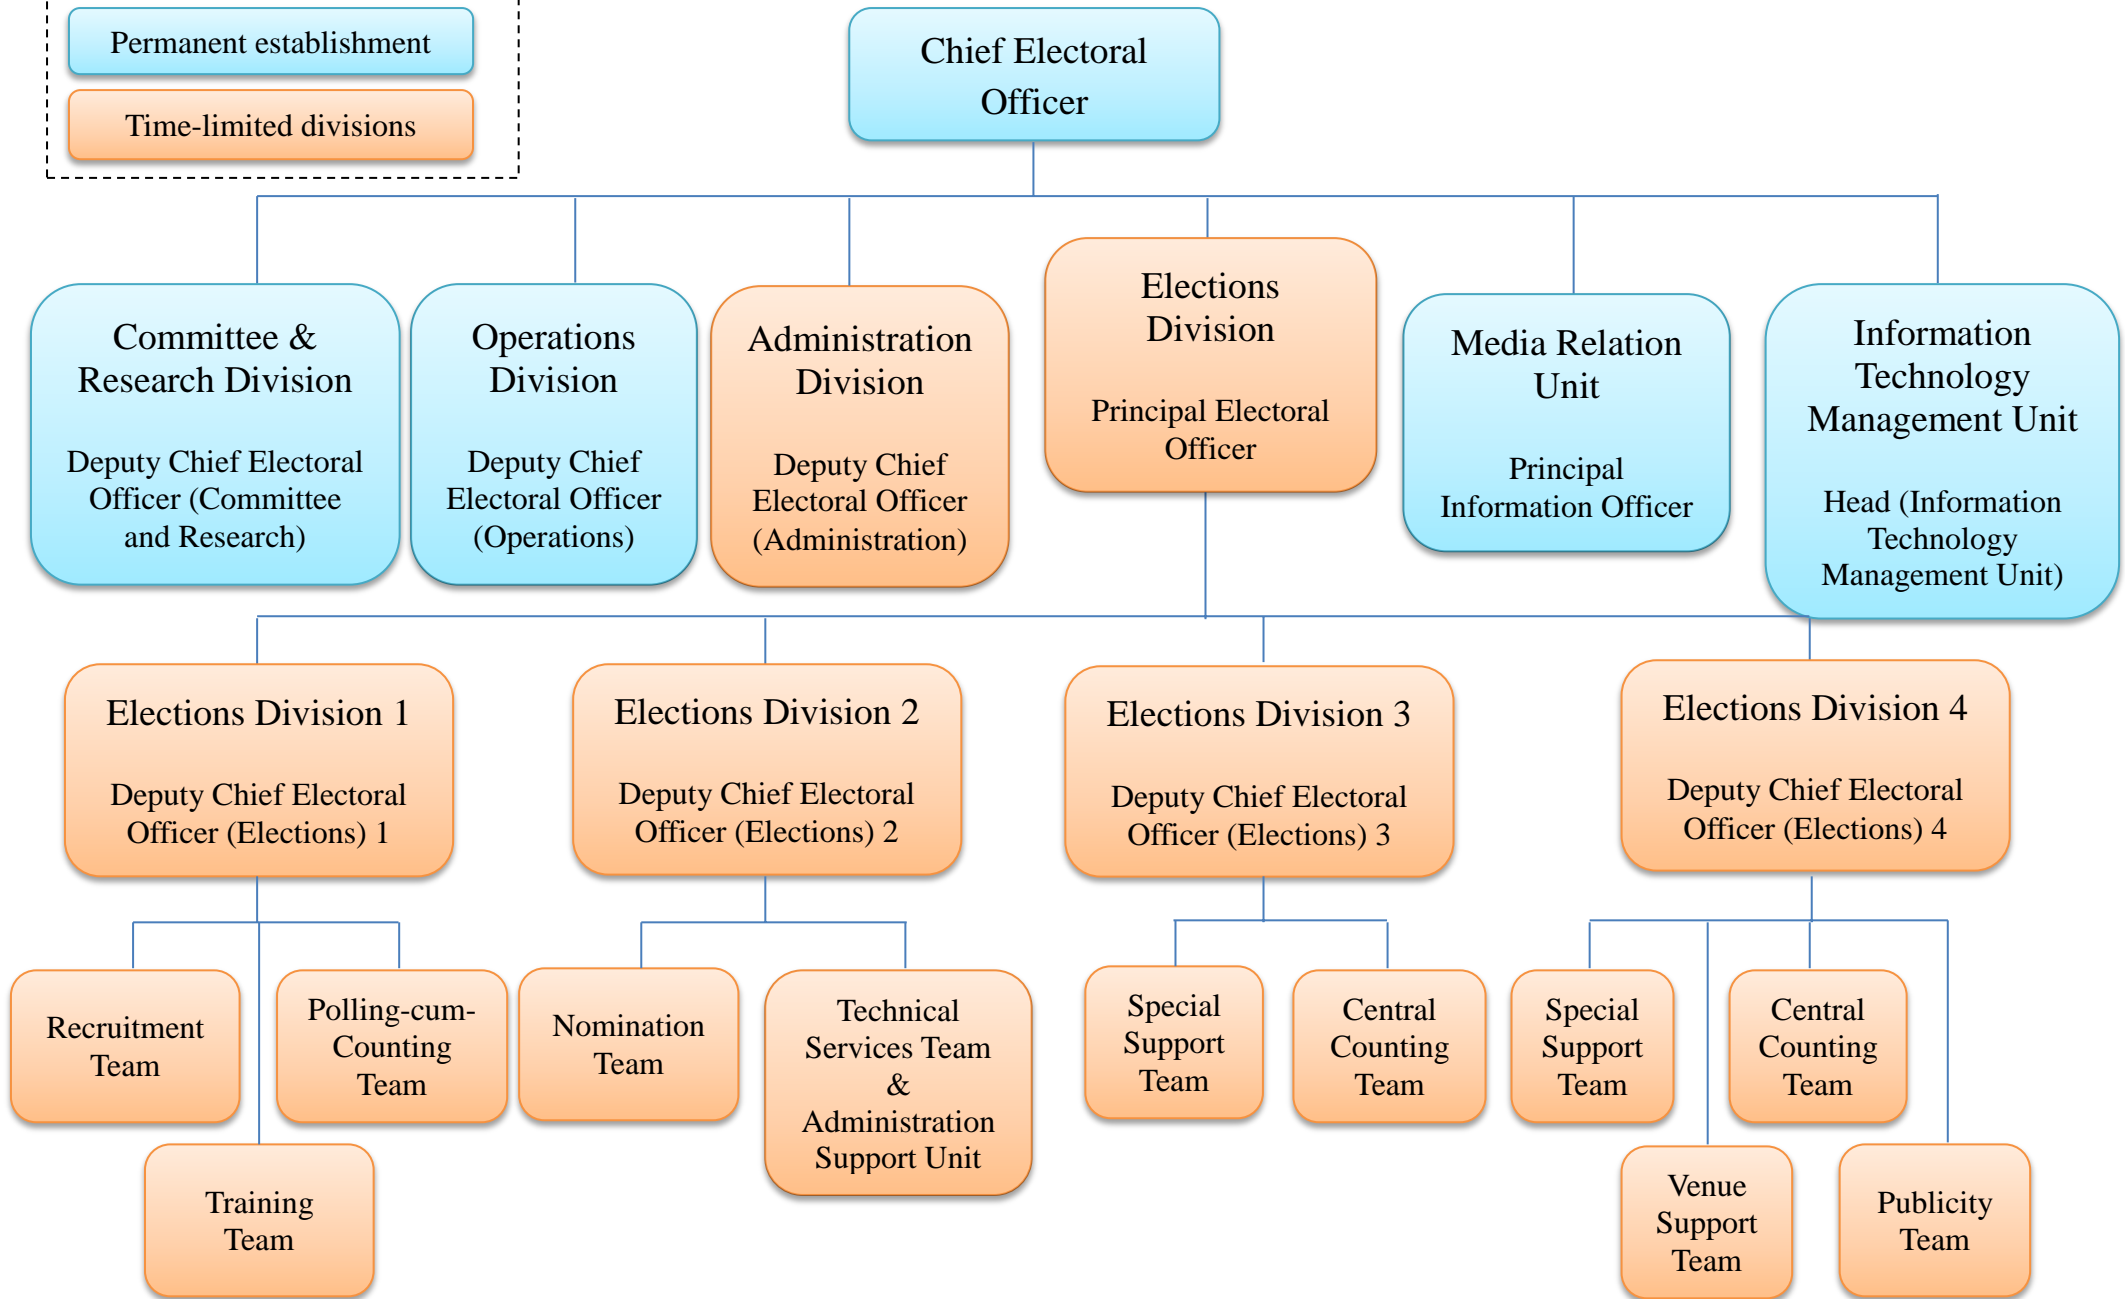 Permanent establishment
Time-limited divisions
Chief Electoral
Officer
Committee &
Research Division
Deputy Chief Electoral
Officer (Committee
and Research)
Operations
Division
Deputy Chief
Electoral Officer
(Operations)
Administration
Division
Deputy Chief
Electoral Officer
(Administration)
Elections
Division
Principal Electoral
Officer
Media Relation
Unit
Principal
Information Officer
Information
Technology
Management Unit
Head (Information
Technology
Management Unit)
Elections Division 1
Deputy Chief Electoral
Officer (Elections) 1
Elections Division 2
Deputy Chief Electoral
Officer (Elections) 2
Elections Division 3
Deputy Chief Electoral
Officer (Elections) 3
Elections Division 4
Deputy Chief Electoral
Officer (Elections) 4
Recruitment
Team
Training
Team
Polling-cum-
Counting
Team
Nomination
Team
Technical
Services Team
&
Administration
Support Unit
Special
Support
Team
Central
Counting
Team
Special
Support
Team
Venue
Support
Team
Central
Counting
Team
Publicity
Team